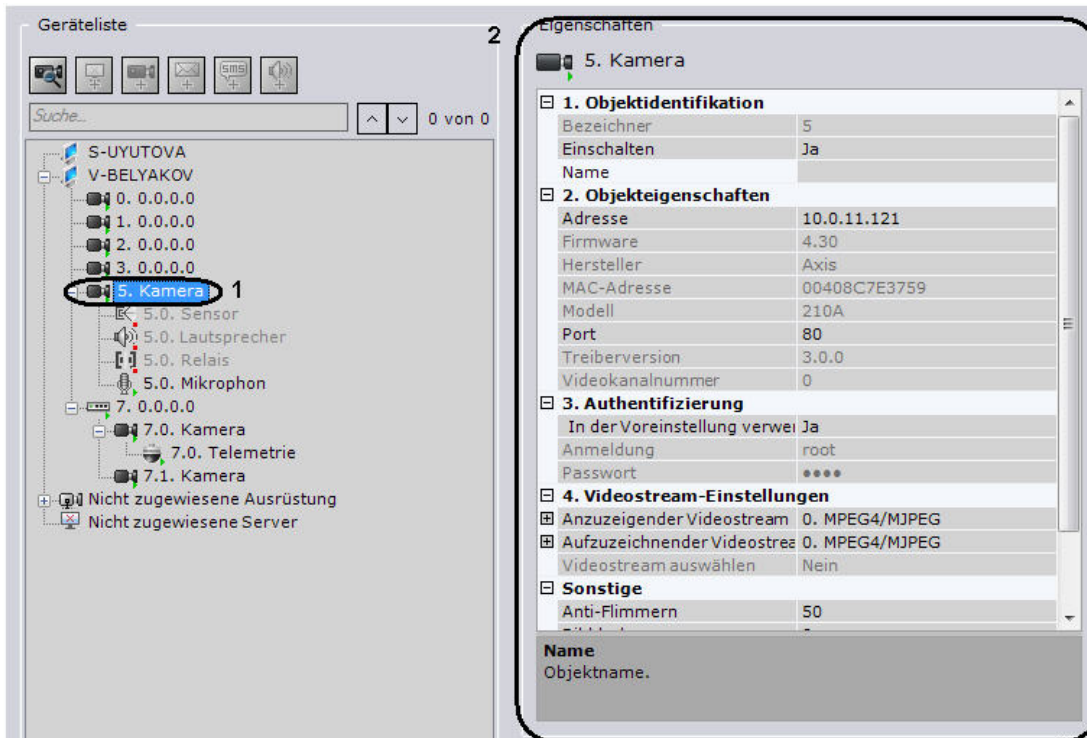 Geräteliste
Suche...
0 von 0
S-UYUTOVA
V-BELYAKOV
0. 0.0.0.0
1. 0.0.0.0
2. 0.0.0.0
3. 0.0.0.0
5. Kamera
1
5.0. Sensor
5.0. Lautsprecher
5.0. Relais
5.0. Mikrophon
7. 0.0.0.0
7.0. Kamera
7.0. Telemetrie
7.1. Kamera
Nicht zugewiesene Ausrüstung
Nicht zugewiesene Server
2
Eigenschaften
5. Kamera
1. Objektidentifikation
Bezeichner 5
Einschalten Ja
Name
2. Objekteigenschaften
Adresse 10.0.11.121
Firmware 4.30
Hersteller Axis
MAC-Adresse 00408C7E3759
Modell 210A
Port 80
Treiberversion 3.0.0
Videokanalnummer 0
3. Authentifizierung
In der Voreinstellung verwei Ja
Anmeldung root
Passwort ●●●●
4. Videostream-Einstellungen
Anzuzeigender Videostream 0. MPEG4/MJPEG
Aufzuzeichnender Videostrea 0. MPEG4/MJPEG
Videostream auswählen Nein
Sonstige
Anti-Flimmern 50
Name
Objektname.